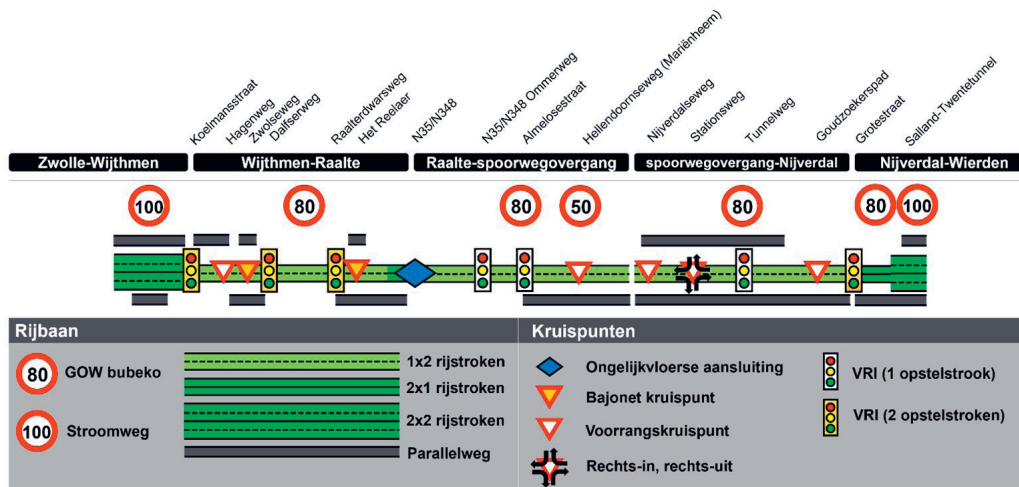 Koelmansstraat
Hagenweg
Zwolseweg
Dalfserweg
Raalterdwarsweg
Het Reelaer
N35/N348
N35/N348 Ommerweg
Almelosestraat
Hellendoornseweg (Mariënheem)
Nijverdalseweg
Stationsweg
Tunnelweg
Goudzoekerspad
Grotestraat
Salland-Twentetunnel
Zwolle-Wijthmen
Wijthmen-Raalte
Raalte-spoorwegovergang
spoorwegovergang-Nijverdal
Nijverdal-Wierden
100
80
80
50
80
80
100
Rijbaan
80
GOW bubeko
100
Stroomweg
1x2 rijstroken
2x1 rijstroken
2x2 rijstroken
Parallelweg
Kruispunten
Ongelijkvloerse aansluiting
Bajonet kruispunt
Voorrangskruispunt
Rechts-in, rechts-uit
VRI (1 opstelstrook)
VRI (2 opstelstroken)